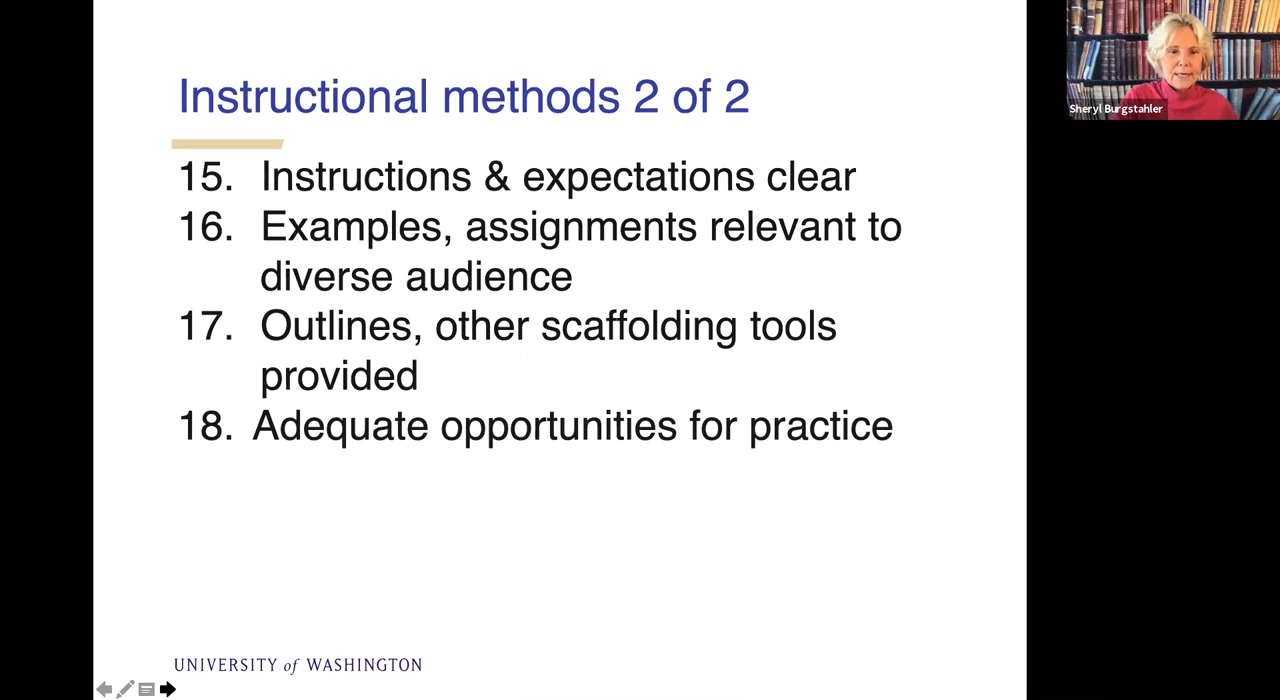 Instructional methods 2 of 2
15. Instructions & expectations clear
16. Examples, assignments relevant to
diverse audience
17. Outlines, other scaffolding tools
provided
18. Adequate opportunities for practice
UNIVERSITY of WASHINGTON
Sheryl Burgstahler